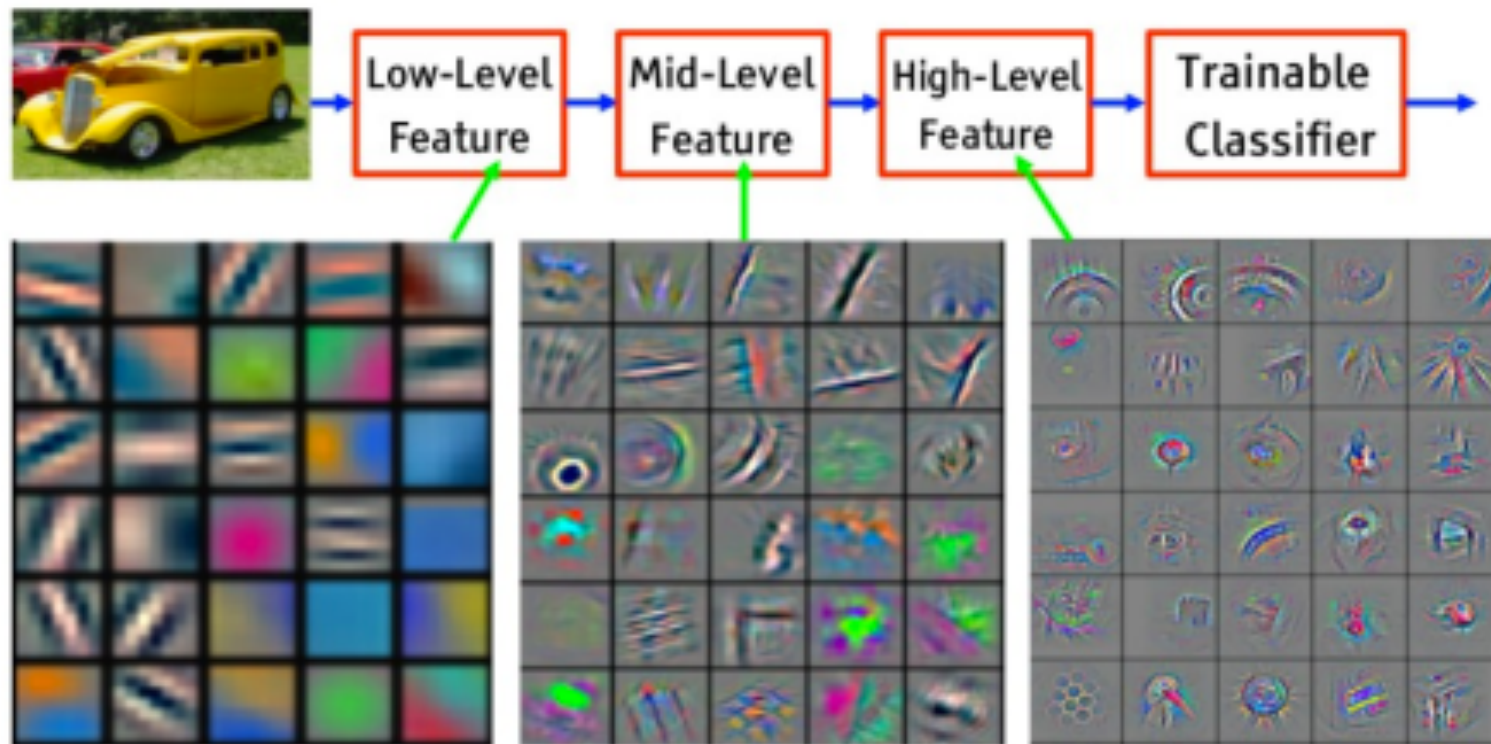 Low-Level
Feature
Mid-Level
Feature
High-Level
Feature
Trainable
Classifier